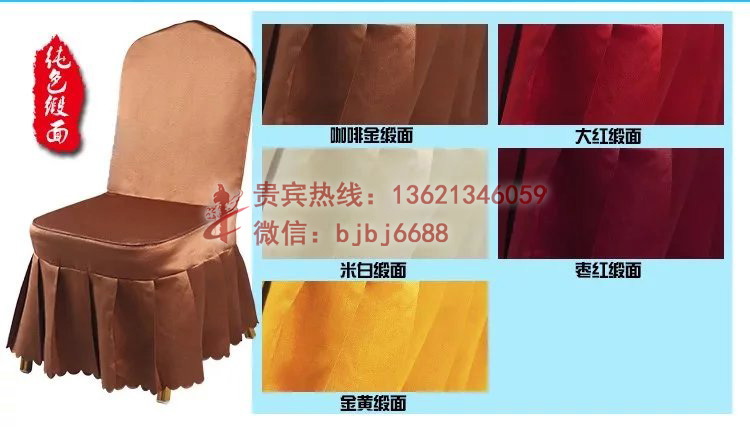 纯色缎面
咖啡金缎面
大红缎面
贵宾热线：13621346059
微信：bjbj6688
米白缎面
枣红缎面
金黄缎面